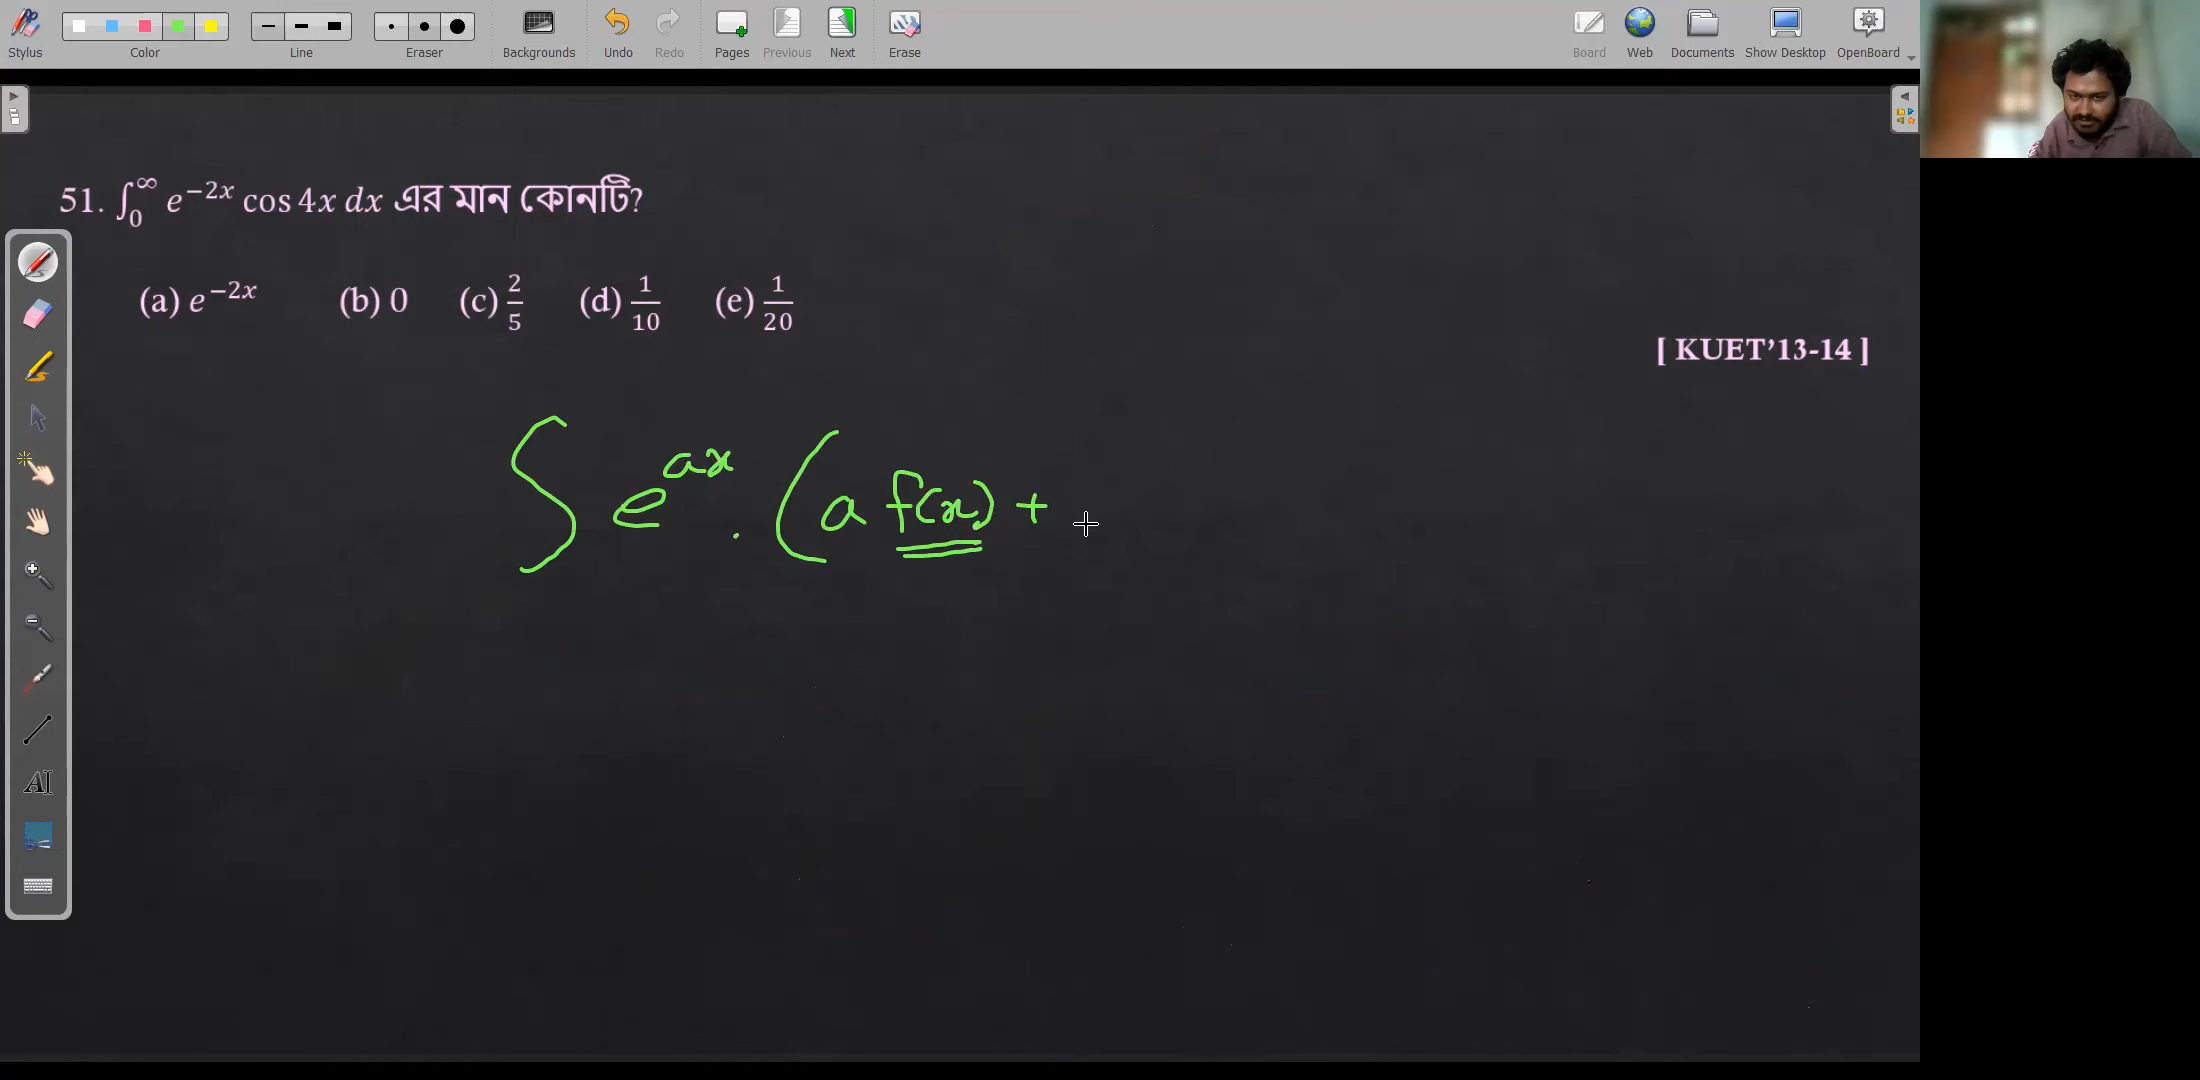 Stylus Color Line Eraser Backgrounds Undo Redo Pages Previous Next Erase Board Web Documents Show Desktop OpenBoard
51. ∫₀^∞ e^{−2x} cos 4x dx এর মান কোনটি?
(a) e^{−2x} (b) 0 (c) 2/5 (d) 1/10 (e) 1/20
[ KUET’13-14 ]
∫ e^{ax} . (a f(x) +
AI